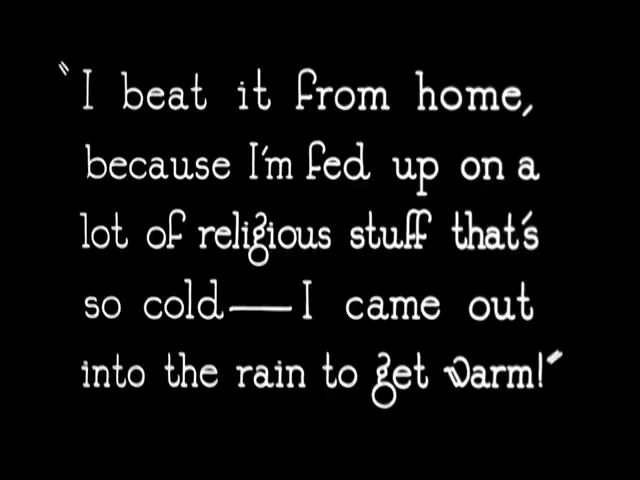 "I beat it from home,
because I'm fed up on a
lot of religious stuff that's
so cold—I came out
into the rain to get warm!"